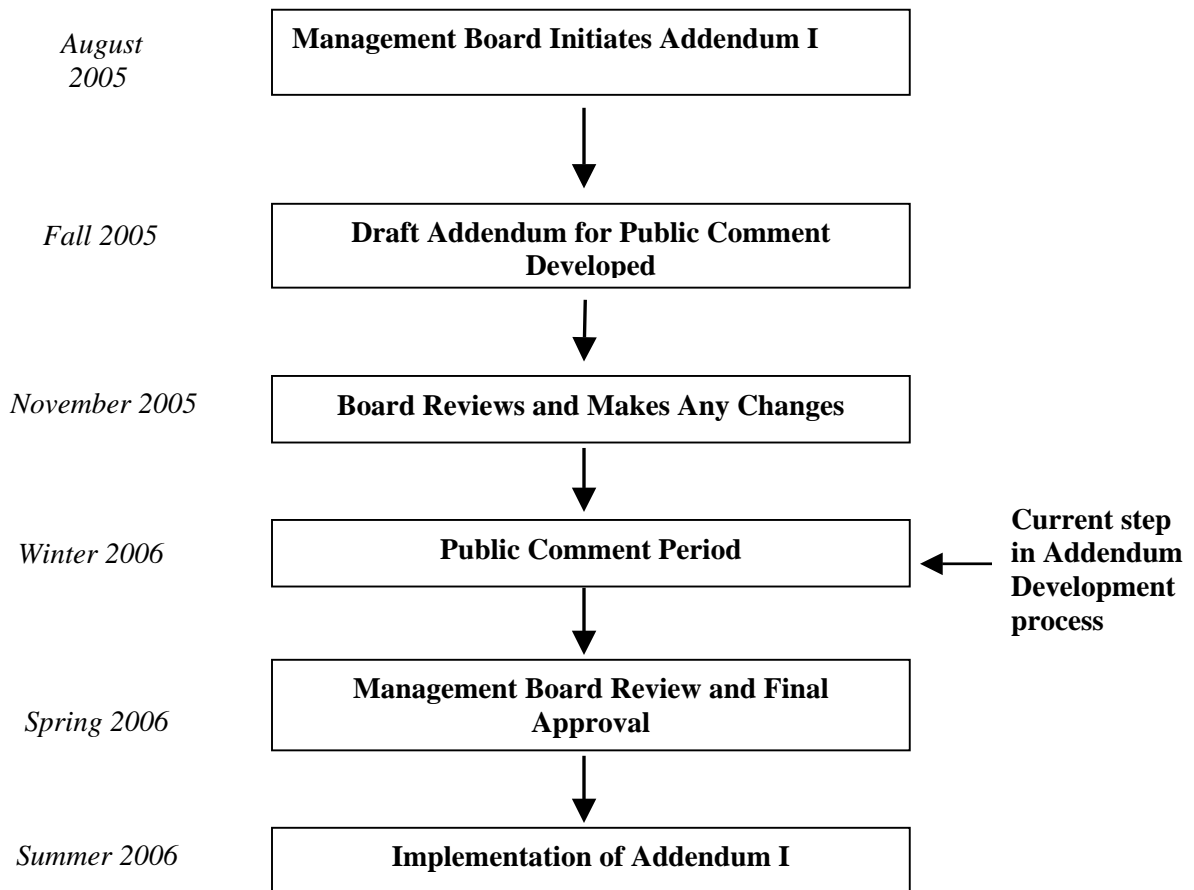 August
2005
Management Board Initiates Addendum I
Fall 2005
Draft Addendum for Public Comment
Developed
November 2005
Board Reviews and Makes Any Changes
Winter 2006
Public Comment Period
Current step
in Addendum
Development
process
Spring 2006
Management Board Review and Final
Approval
Summer 2006
Implementation of Addendum I